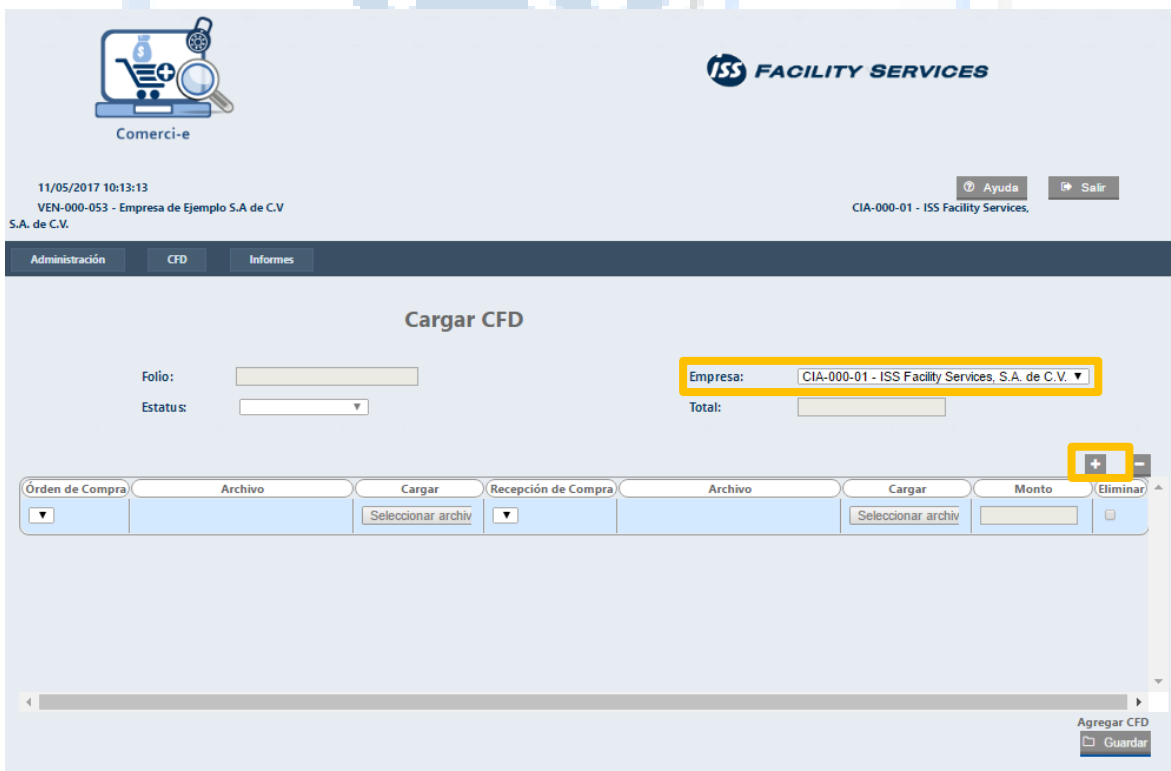 Comerci-e
ISS FACILITY SERVICES
11/05/2017 10:13:13
Ayuda Salir
VEN-000-053 - Empresa de Ejemplo S.A de C.V CIA-000-01 - ISS Facility Services,
S.A. de C.V.
Administración CFD Informes
Cargar CFD
Folio: Empresa: CIA-000-01 - ISS Facility Services, S.A. de C.V.
Estatus: Total:
Órden de Compra Archivo Cargar Recepción de Compra Archivo Cargar Monto Eliminar
Seleccionar archiv Seleccionar archiv
Agregar CFD
Guardar